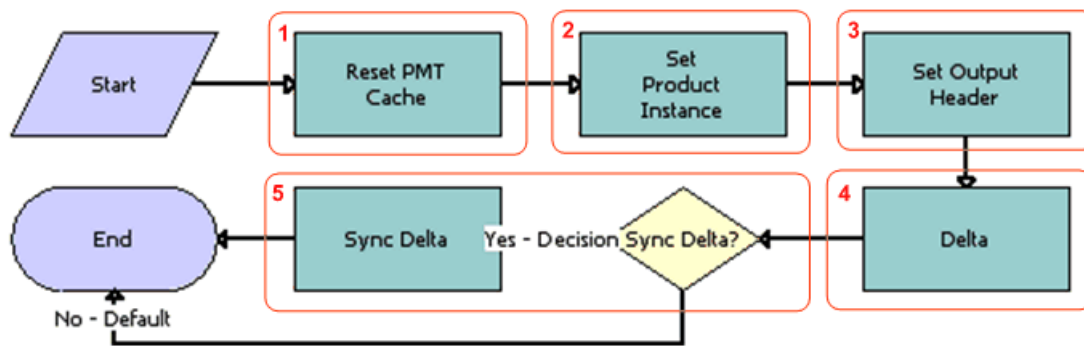 1
2
3
Start
Reset PMT
Cache
Set
Product
Instance
Set Output
Header
5
4
End
Sync Delta
Yes - Decision
Sync Delta?
Delta
No - Default